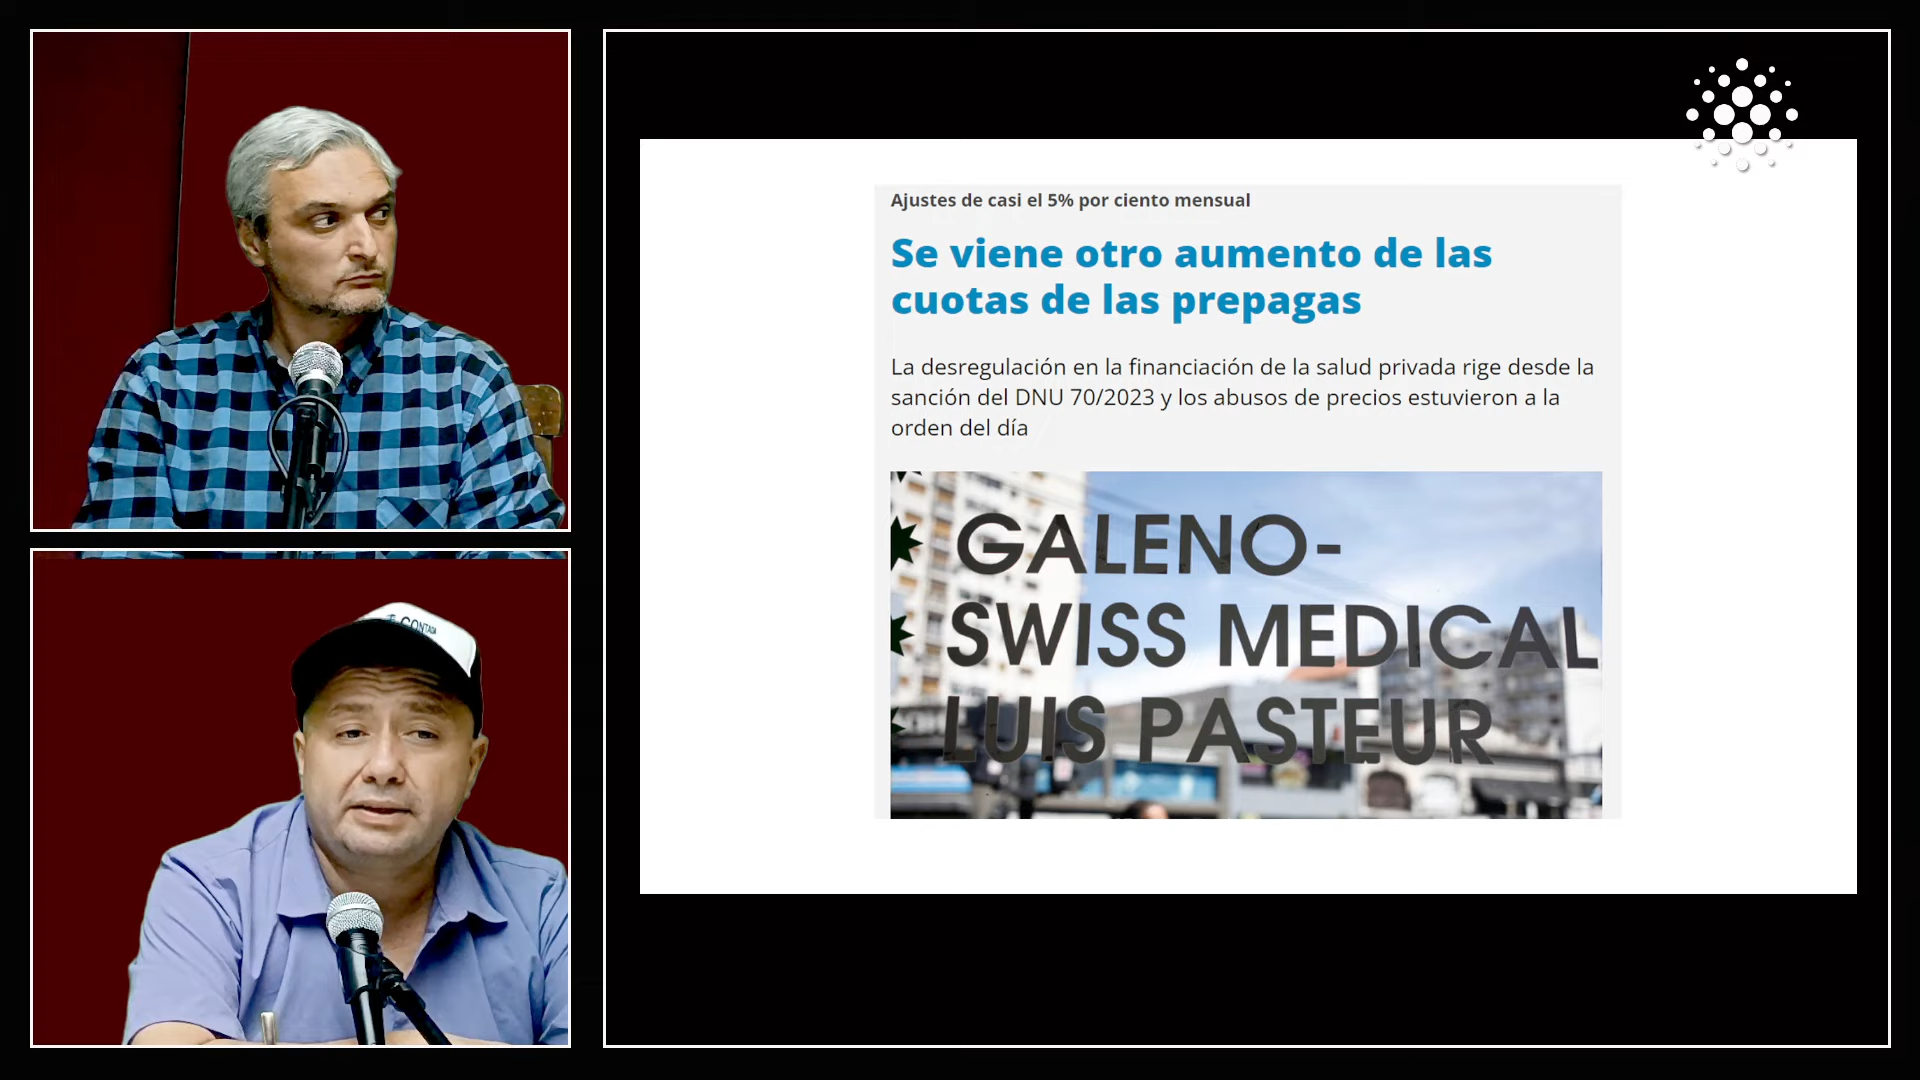 Ajustes de casi el 5% por ciento mensual
Se viene otro aumento de las
cuotas de las prepagas
La desregulación en la financiación de la salud privada rige desde la
sanción del DNU 70/2023 y los abusos de precios estuvieron a la
orden del día
GALENO-
SWISS MEDICAL
LUIS PASTEUR
CONTADA